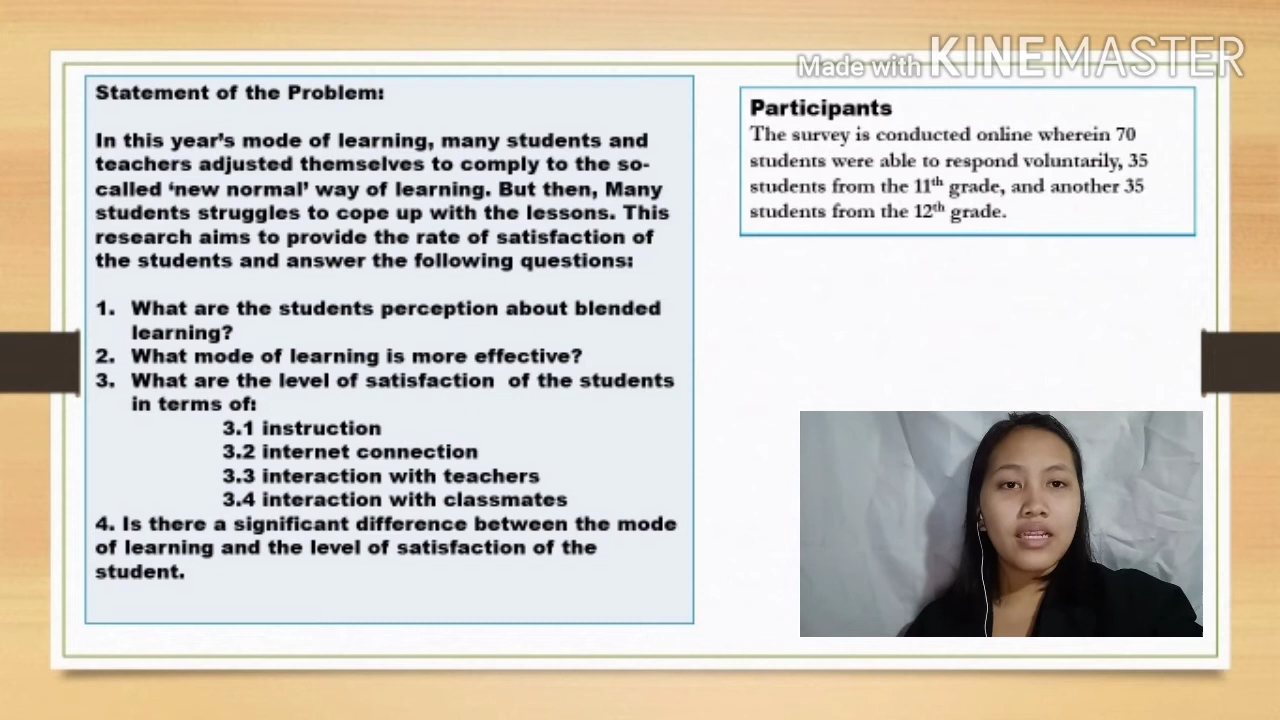 Made with KINEMASTER
Statement of the Problem:
In this year's mode of learning, many students and
teachers adjusted themselves to comply to the so-
called 'new normal' way of learning. But then, Many
students struggles to cope up with the lessons. This
research aims to provide the rate of satisfaction of
the students and answer the following questions:
1. What are the students perception about blended
learning?
2. What mode of learning is more effective?
3. What are the level of satisfaction of the students
in terms of:
3.1 instruction
3.2 internet connection
3.3 interaction with teachers
3.4 interaction with classmates
4. Is there a significant difference between the mode
of learning and the level of satisfaction of the
student.
Participants
The survey is conducted online wherein 70
students were able to respond voluntarily, 35
students from the 11th grade, and another 35
students from the 12th grade.